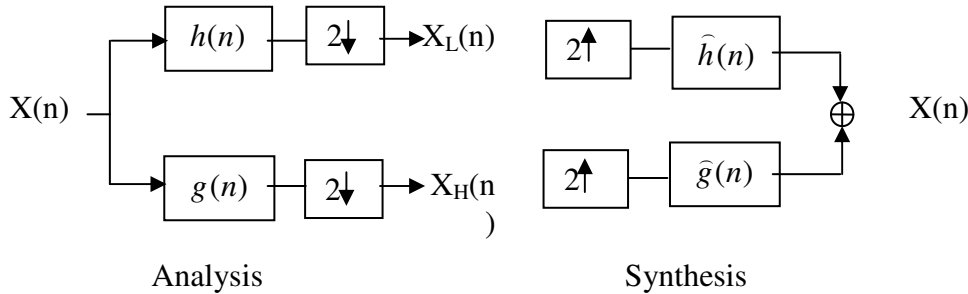 h(n) 2↓ X_L(n)
2↑ ĥ(n)
X(n)
⊕ X(n)
g(n) 2↓ X_H(n
)
2↑ ĝ(n)
Analysis Synthesis